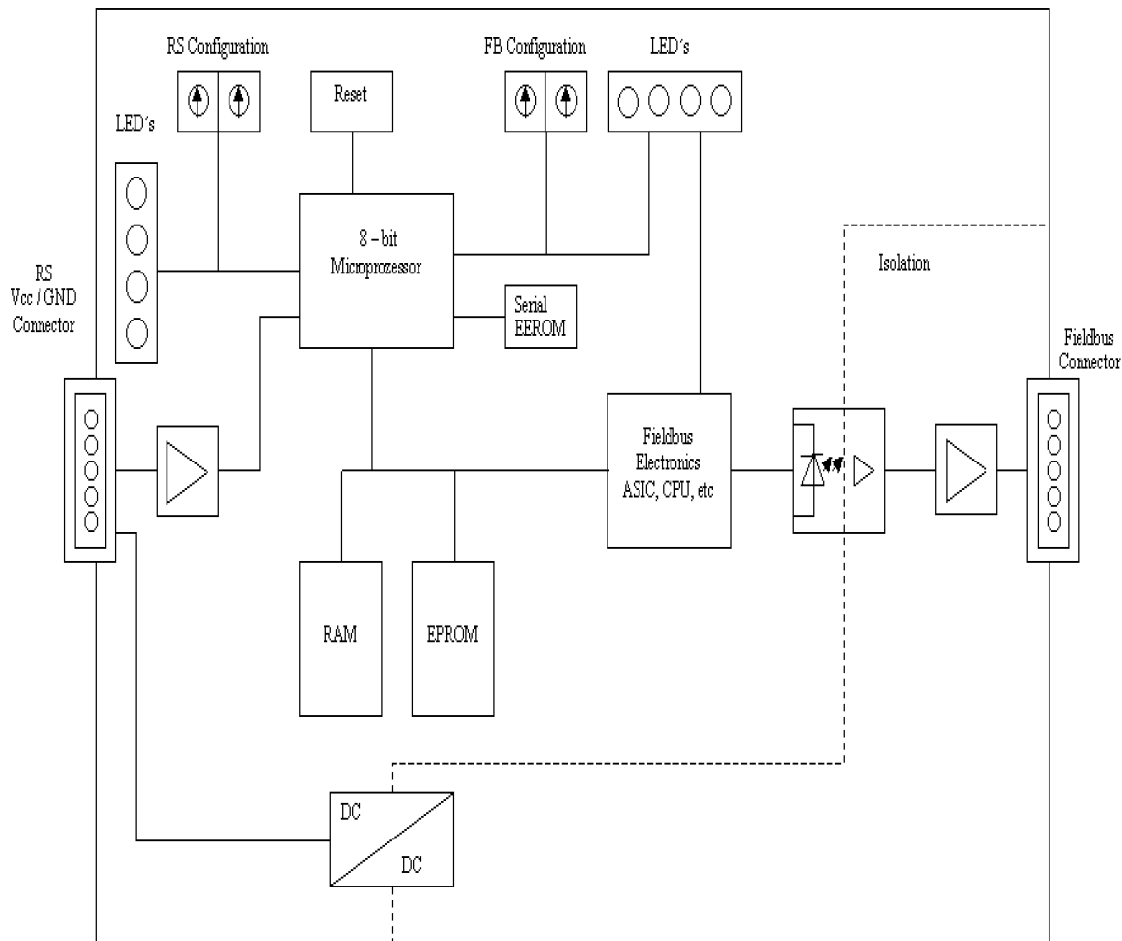 RS Configuration
FB Configuration
LED´s
Reset
LED´s
8 – bit
Microprozessor
Isolation
RS
Vcc / GND
Connector
Serial
EEROM
Fieldbus
Connector
Fieldbus
Electronics
ASIC, CPU, etc
RAM
EPROM
DC
DC